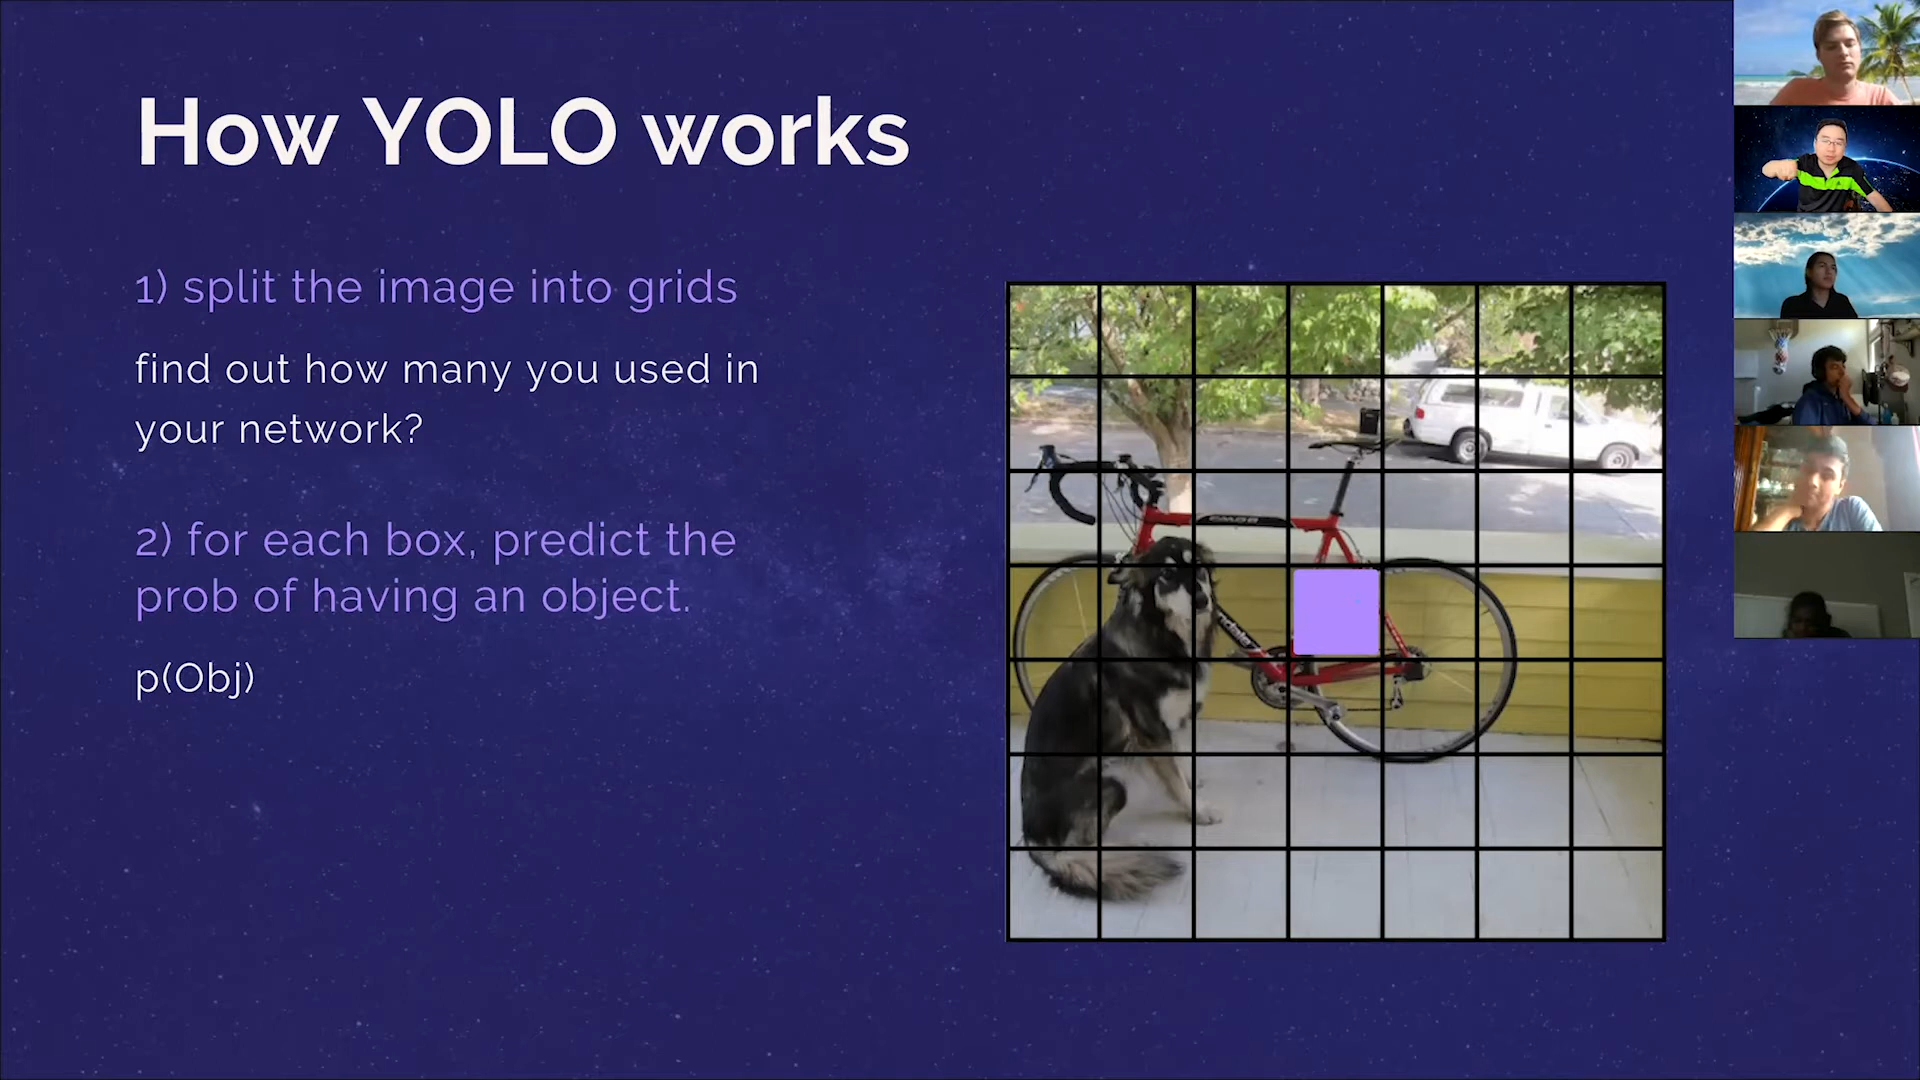 How YOLO works
1) split the image into grids
find out how many you used in
your network?
2) for each box, predict the
prob of having an object.
p(Obj)